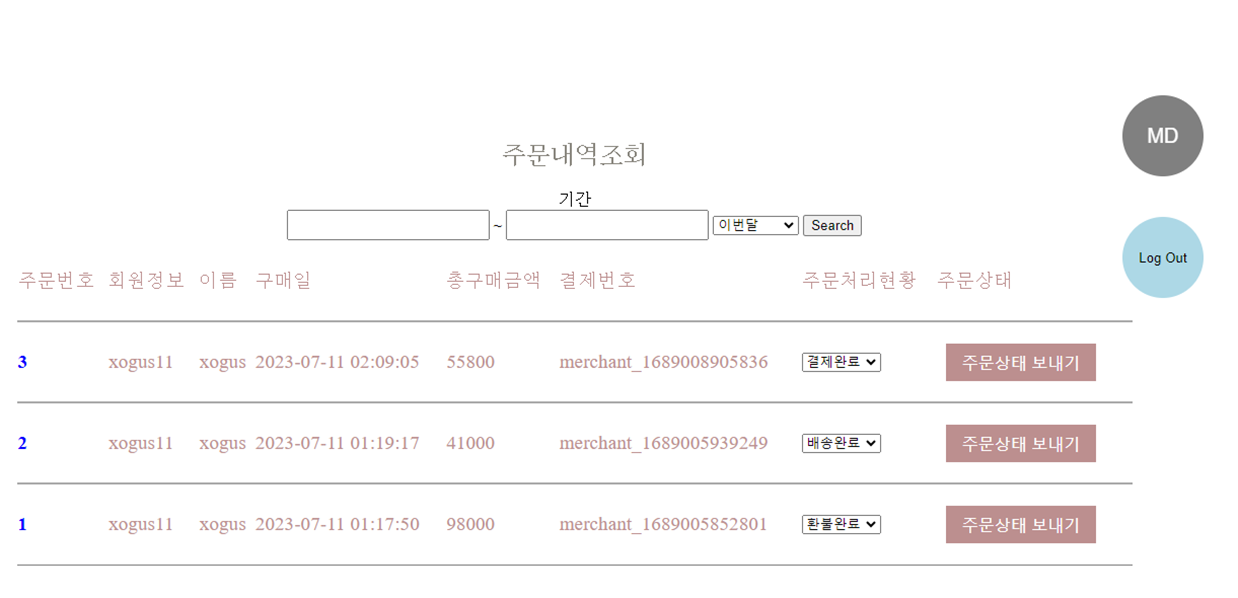 MD
주문내역조회
기간
~ 이번달 Search
Log Out
주문번호 회원정보 이름 구매일 총구매금액 결제번호 주문처리현황 주문상태
3 xogus11 xogus 2023-07-11 02:09:05 55800 merchant_1689008905836 결제완료 주문상태 보내기
2 xogus11 xogus 2023-07-11 01:19:17 41000 merchant_1689005939249 배송완료 주문상태 보내기
1 xogus11 xogus 2023-07-11 01:17:50 98000 merchant_1689005852801 환불완료 주문상태 보내기